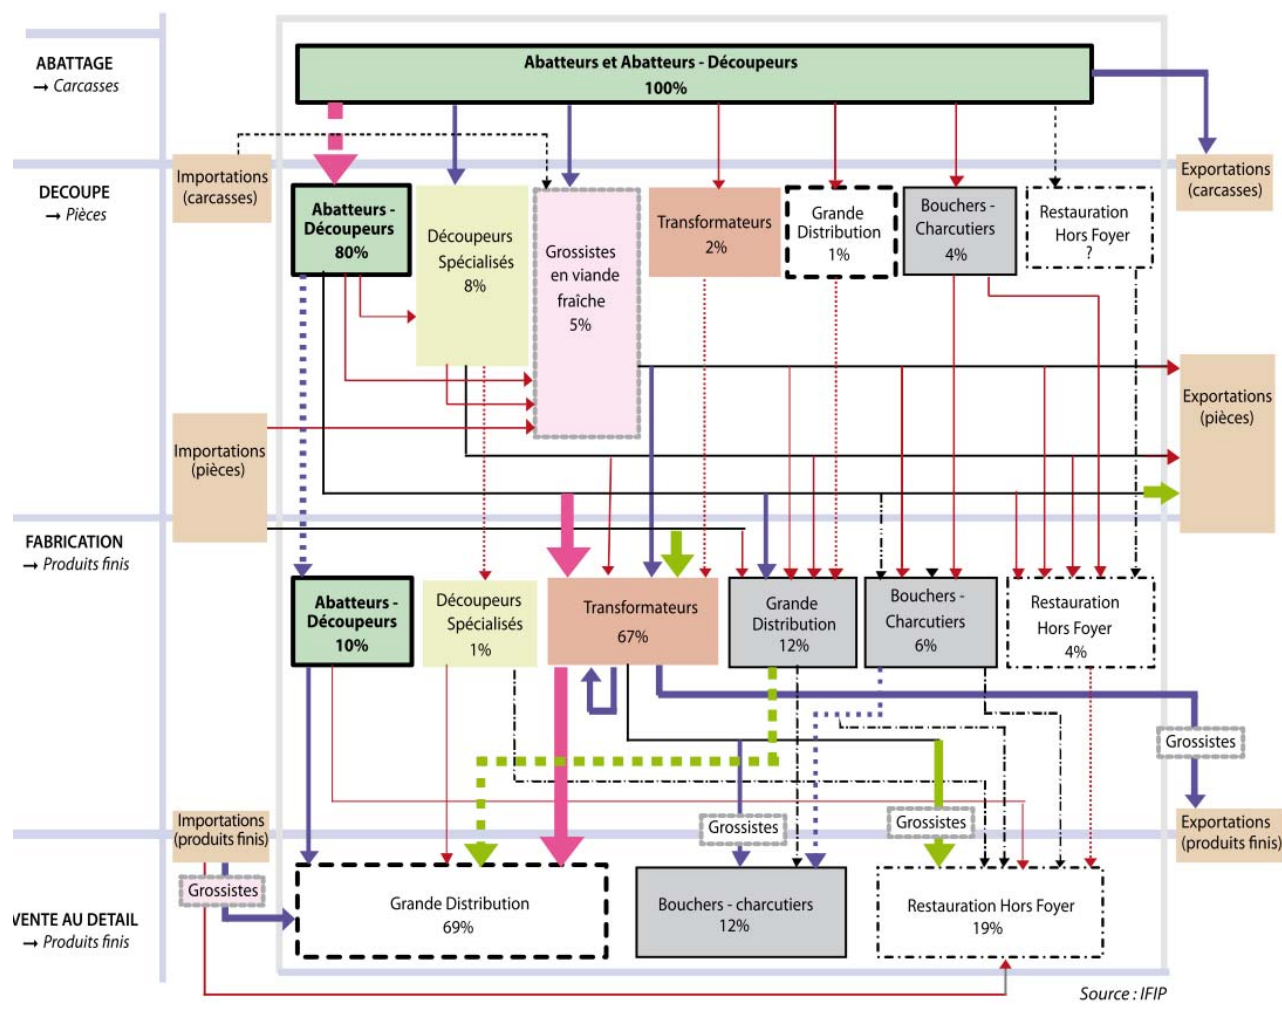 ABATTAGE
→ Carcasses
Abatteurs et Abatteurs - Découpeurs
100%
DECOUPE
→ Pièces
Importations
(carcasses)
Exportations
(carcasses)
Abatteurs -
Découpeurs
80%
Découpeurs
Spécialisés
8%
Grossistes
en viande
fraîche
5%
Transformateurs
2%
Grande
Distribution
1%
Bouchers -
Charcutiers
4%
Restauration
Hors Foyer
?
Importations
(pièces)
Exportations
(pièces)
FABRICATION
→ Produits finis
Abatteurs -
Découpeurs
10%
Découpeurs
Spécialisés
1%
Transformateurs
67%
Grande
Distribution
12%
Bouchers -
Charcutiers
6%
Restauration
Hors Foyer
4%
Grossistes
Importations
(produits finis)
Grossistes
Grossistes
Grossistes
Exportations
(produits finis)
VENTE AU DETAIL
→ Produits finis
Grande Distribution
69%
Bouchers - charcutiers
12%
Restauration Hors Foyer
19%
Source : IFIP